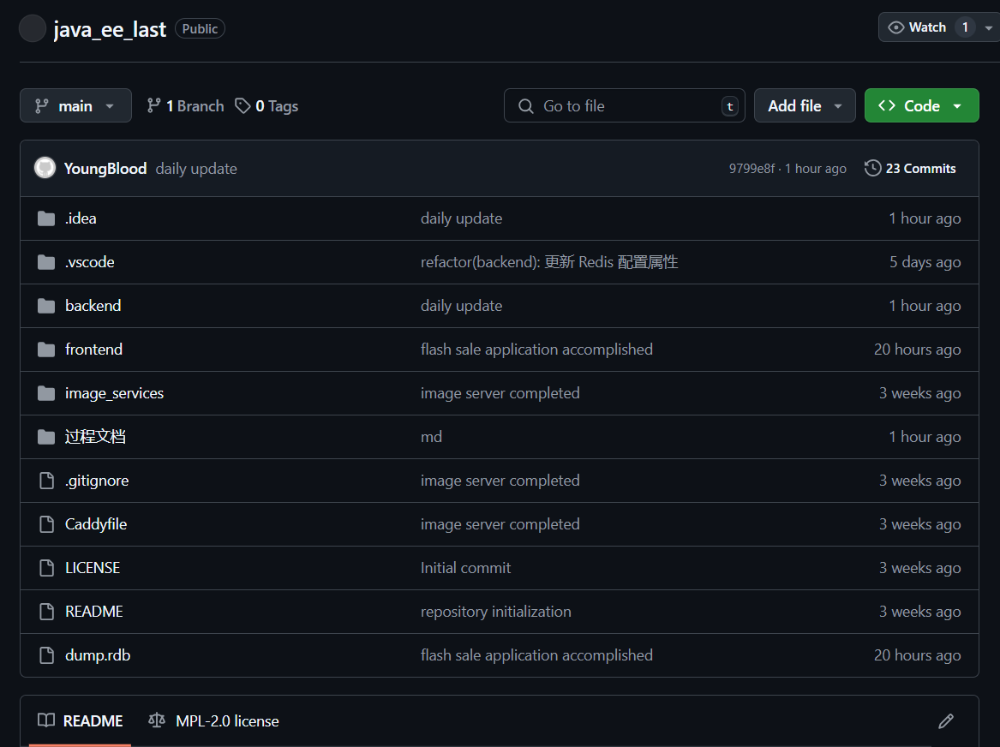 java_ee_last Public Watch 1
main 1 Branch 0 Tags Go to file t Add file Code
YoungBlood daily update 9799e8f · 1 hour ago 23 Commits
.idea daily update 1 hour ago
.vscode refactor(backend): 更新 Redis 配置属性 5 days ago
backend daily update 1 hour ago
frontend flash sale application accomplished 20 hours ago
image_services image server completed 3 weeks ago
过程文档 md 1 hour ago
.gitignore image server completed 3 weeks ago
Caddyfile image server completed 3 weeks ago
LICENSE Initial commit 3 weeks ago
README repository initialization 3 weeks ago
dump.rdb flash sale application accomplished 20 hours ago
README MPL-2.0 license